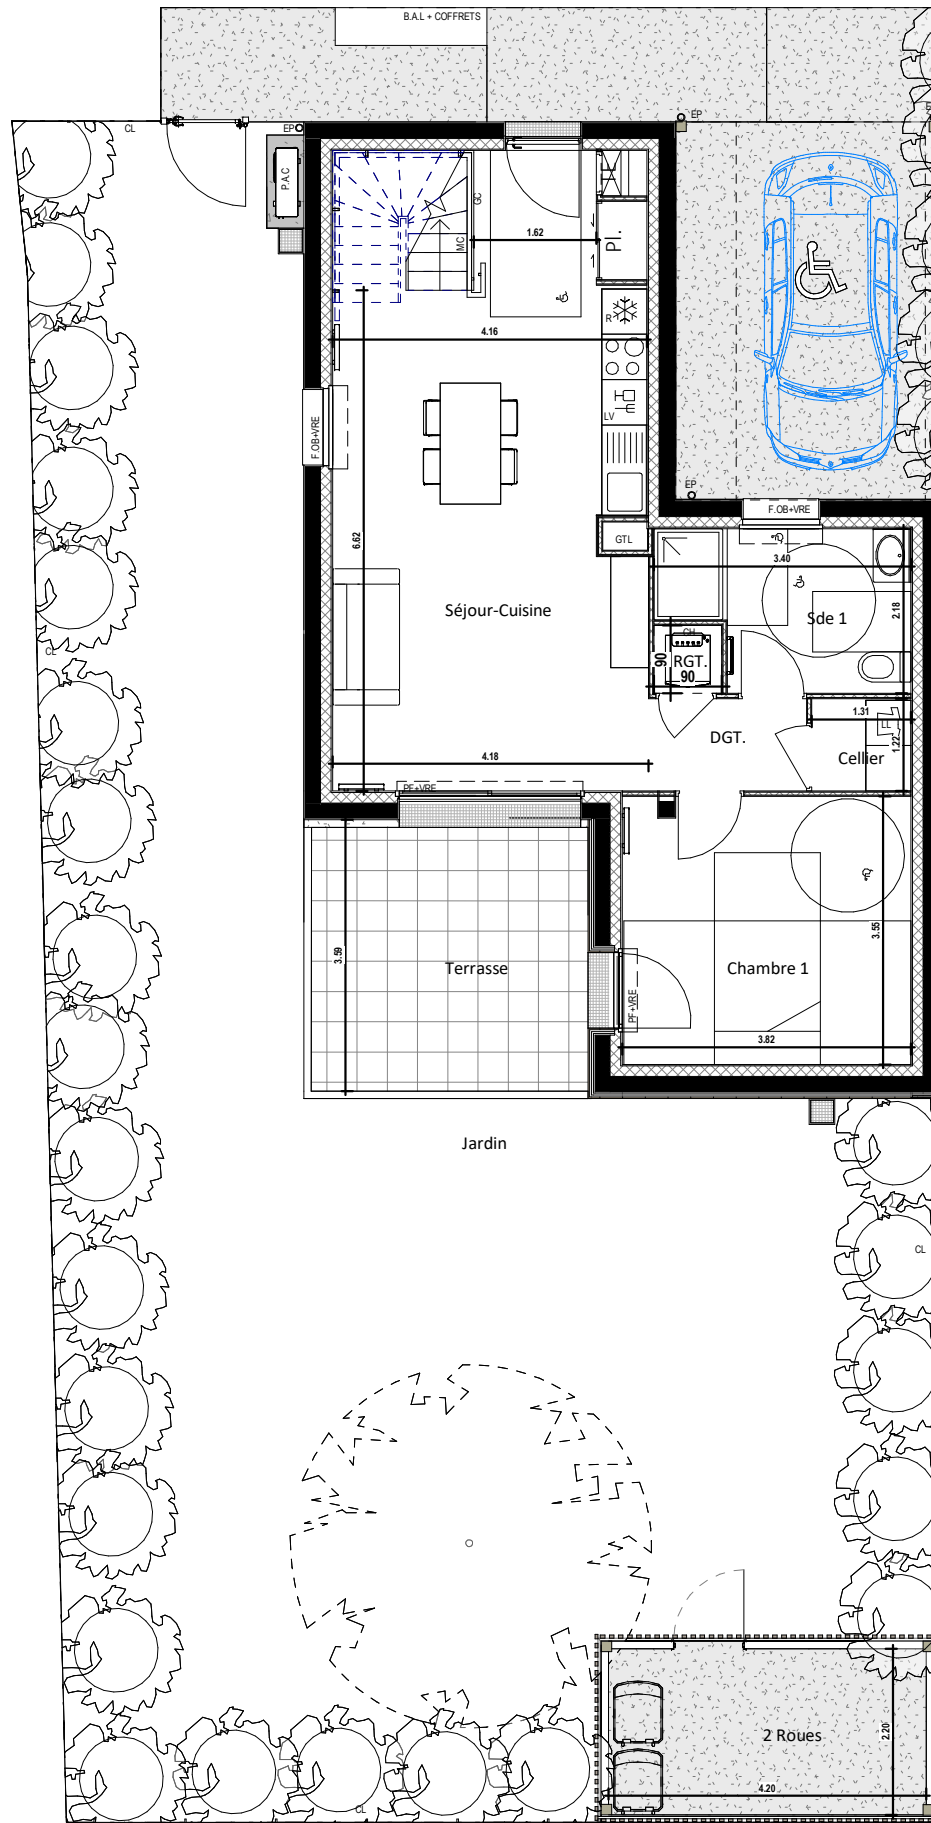 B.A.L + COFFRETS
CL
EP
EP
E
P.A.C
GC
MC
1.62
Pl.
R
4.16
LV
F.OB+VRE
EP
F.OB+VRE
GTL
6.62
3.40
Séjour-Cuisine
Sde 1
2.18
CH
90
RGT.
90
CL
1.31
LL
DGT.
1.22
Cellier
4.18
PF+VRE
3.59
3.55
Terrasse
Chambre 1
PF+VRE
3.82
Jardin
CL
2 Roues
2.20
4.20
CL